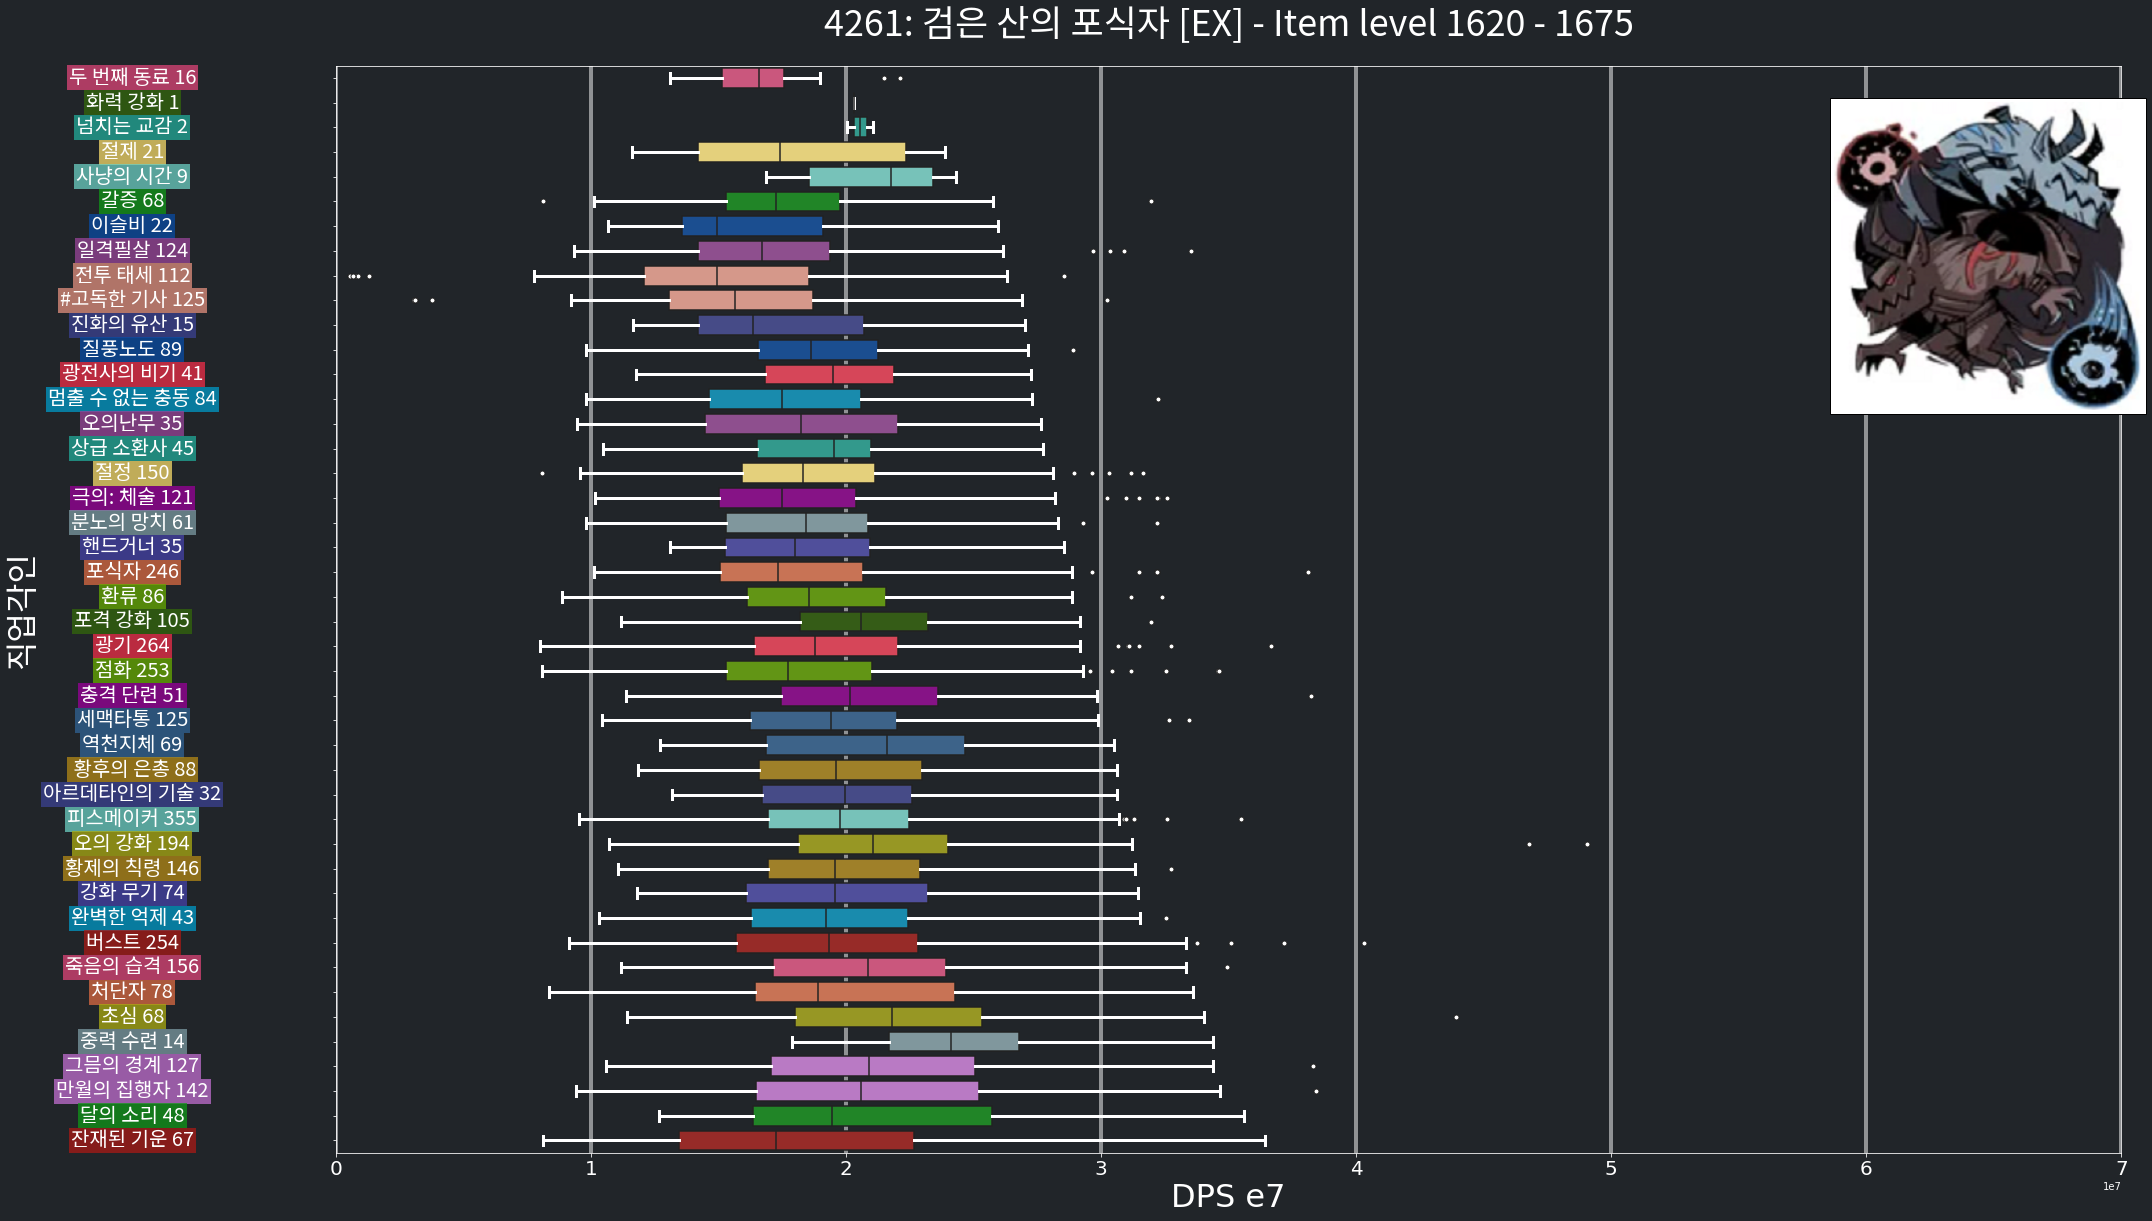 4261: 검은 산의 포식자 [EX] - Item level 1620 - 1675
두 번째 동료 16
화력 강화 1
넘치는 교감 2
절제 21
사냥의 시간 9
갈증 68
이슬비 22
일격필살 124
전투 태세 112
#고독한 기사 125
진화의 유산 15
질풍노도 89
광전사의 비기 41
멈출 수 없는 충동 84
오의난무 35
상급 소환사 45
절정 150
극의: 체술 121
분노의 망치 61
핸드거너 35
포식자 246
환류 86
포격 강화 105
광기 264
점화 253
충격 단련 51
세맥타통 125
역천지체 69
황후의 은총 88
아르데타인의 기술 32
피스메이커 355
오의 강화 194
황제의 칙령 146
강화 무기 74
완벽한 억제 43
버스트 254
죽음의 습격 156
처단자 78
초심 68
중력 수련 14
그믐의 경계 127
만월의 집행자 142
달의 소리 48
잔재된 기운 67
직업각인
0 1 2 3 4 5 6 7
1e7
DPS e7